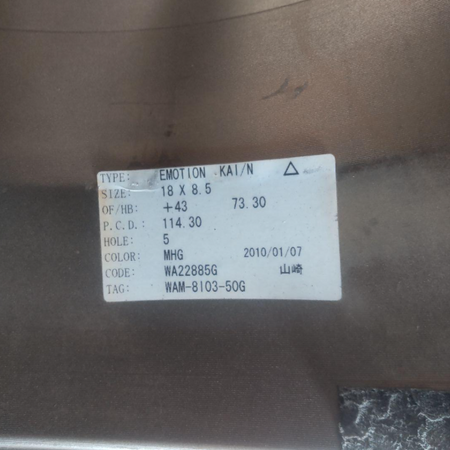 TYPE: EMOTION KAI/N
SIZE: 18 X 8.5
OF/HB: +43 73.30
P.C.D.: 114.30
HOLE: 5
COLOR: MHG 2010/01/07
CODE: WA22885G 山崎
TAG: WAM-8103-50G